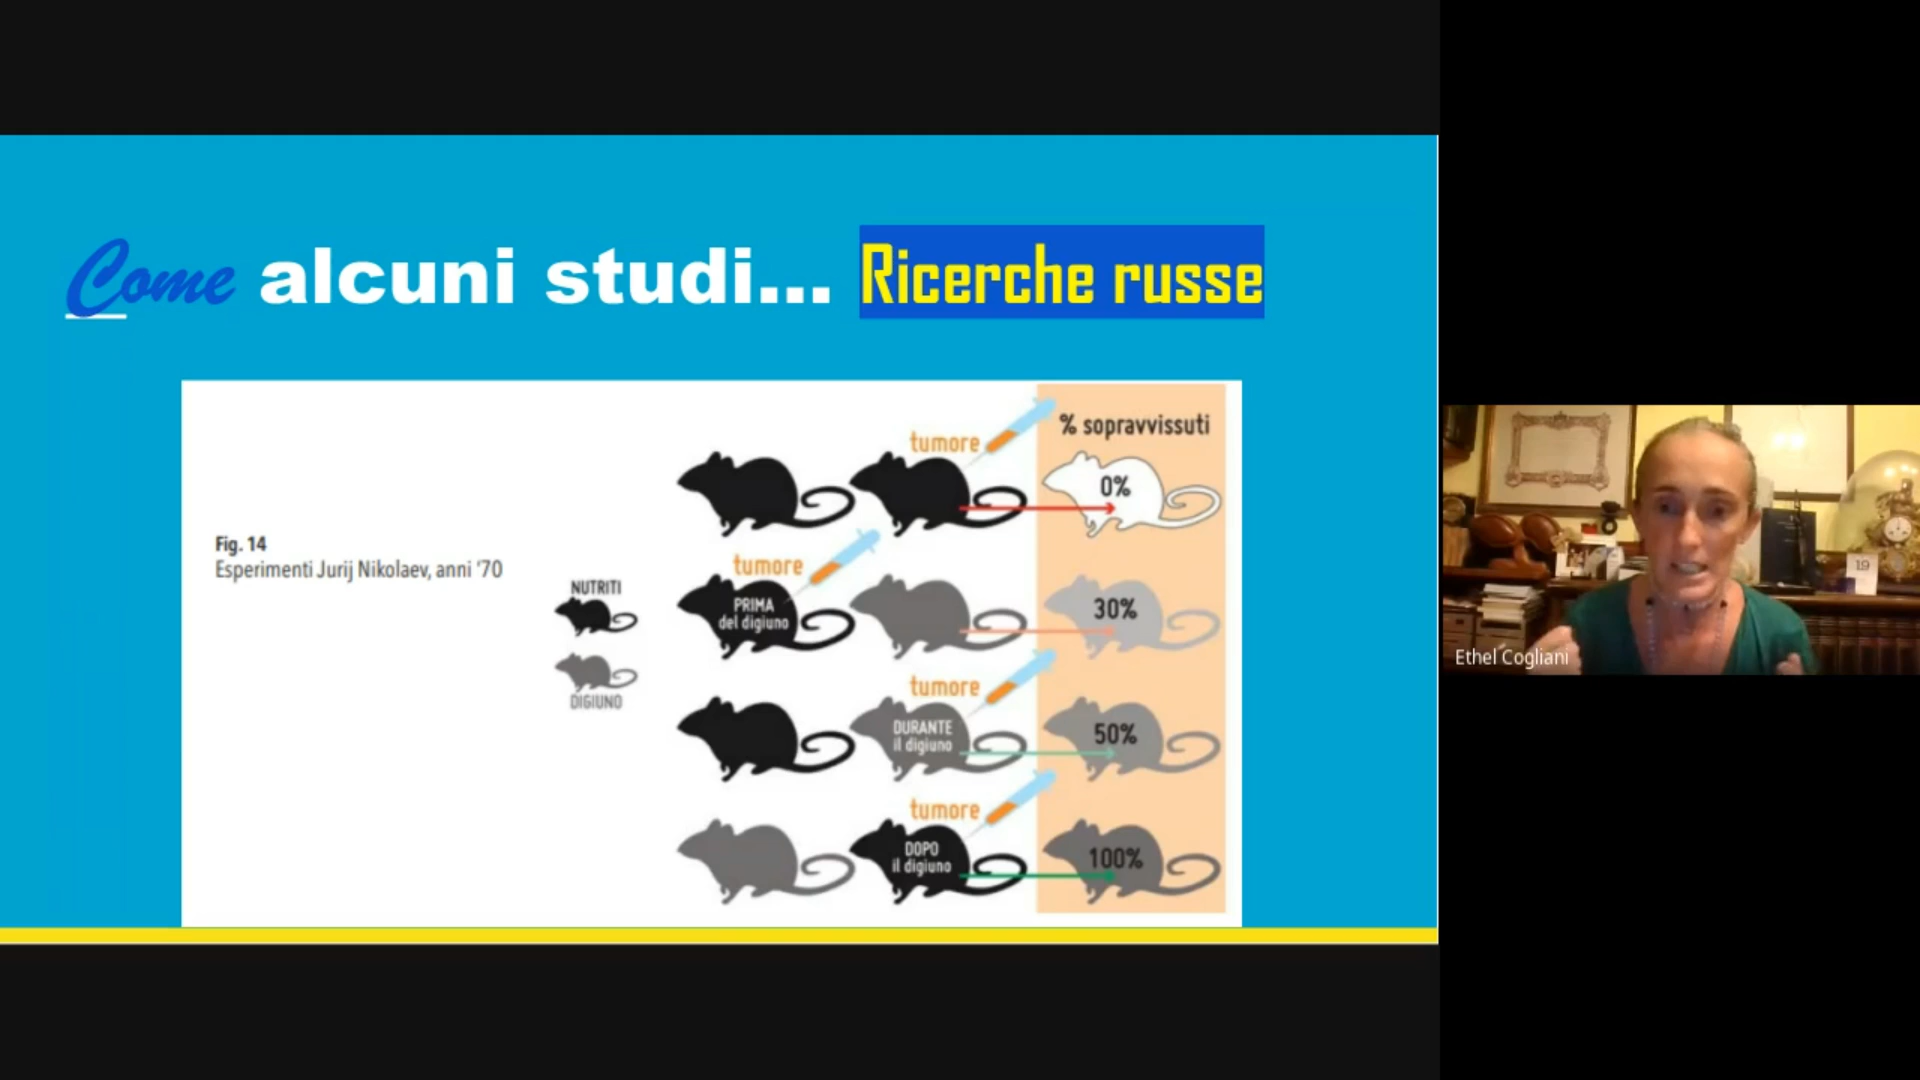 Come alcuni studi... Ricerche russe
% sopravvissuti
tumore
0%
Fig. 14
Esperimenti Jurij Nikolaev, anni '70
NUTRITI
DIGIUNO
tumore
PRIMA
del digiuno
30%
tumore
DURANTE
il digiuno
50%
tumore
DOPO
il digiuno
100%
19
Ethel Cogliani